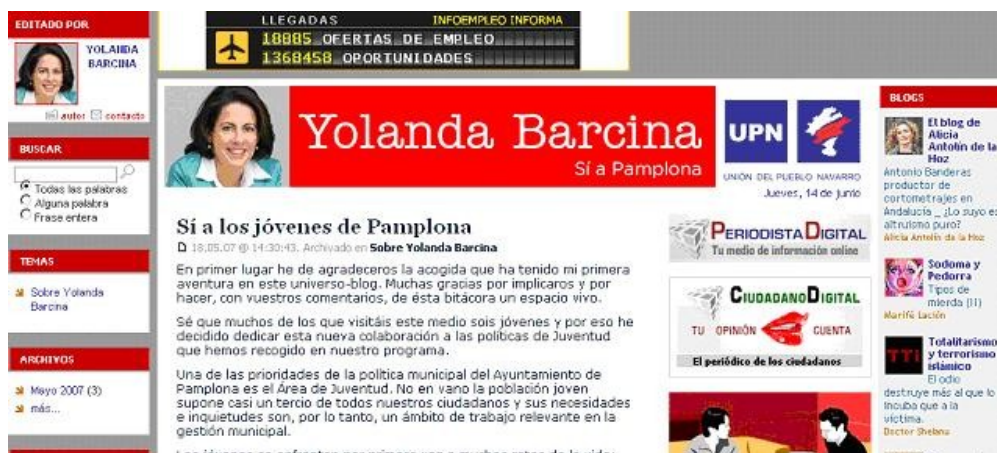 EDITADO POR
YOLANDA
BARCINA
autor contacto
BUSCAR
Todas las palabras
Alguna palabra
Frase entera
TEMAS
Sobre Yolanda
Barcina
ARCHIVOS
Mayo 2007 (3)
más...
LLEGADAS INFOEMPLEO INFORMA
18885 OFERTAS DE EMPLEO
1368458 OPORTUNIDADES
Yolanda Barcina
Sí a Pamplona
UPN
UNIÓN DEL PUEBLO NAVARRO
Jueves, 14 de junio
Sí a los jóvenes de Pamplona
18.05.07 @ 14:30:43. Archivado en Sobre Yolanda Barcina
En primer lugar he de agradeceros la acogida que ha tenido mi primera
aventura en este universo-blog. Muchas gracias por implicaros y por
hacer, con vuestros comentarios, de ésta bitácora un espacio vivo.
Sé que muchos de los que visitáis este medio sois jóvenes y por eso he
decidido dedicar esta nueva colaboración a las políticas de Juventud
que hemos recogido en nuestro programa.
Una de las prioridades de la política municipal del Ayuntamiento de
Pamplona es el Área de Juventud. No en vano la población joven
supone casi un tercio de todos nuestros ciudadanos y sus necesidades
e inquietudes son, por lo tanto, un ámbito de trabajo relevante en la
gestión municipal.
PERIODISTA DIGITAL
Tu medio de información online
CIUDADANO DIGITAL
TU OPINIÓN CUENTA
El periódico de los ciudadanos
BLOGS
El blog de
Alicia
Antolín de la
Hoz
Antonio Banderas
productor de
cortometrajes en
Andalucía _ ¿Lo suyo es
altruismo puro?
Alicia Antolín de la Hoz
Sodoma y
Pedorra
Tipos de
mierda (II)
Marifé Lación
TTi
Totalitarismo
y terrorismo
islámico
El odio
destruye más al que lo
incuba que a la
víctima.
Doctor Shelanu